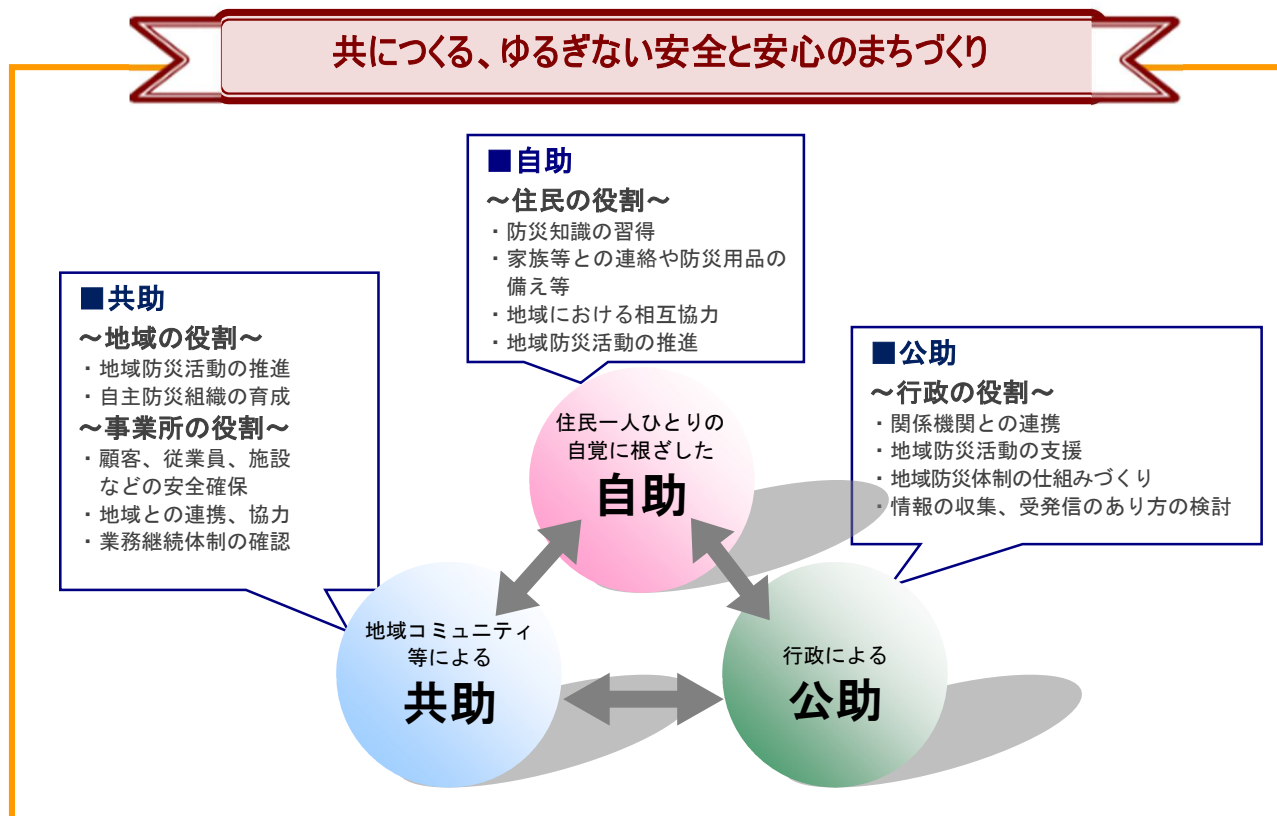 共につくる、ゆるぎない安全と安心のまちづくり
■自助
～住民の役割～
・防災知識の習得
・家族等との連絡や防災用品の
備え等
・地域における相互協力
・地域防災活動の推進
■共助
～地域の役割～
・地域防災活動の推進
・自主防災組織の育成
～事業所の役割～
・顧客、従業員、施設
などの安全確保
・地域との連携、協力
・業務継続体制の確認
■公助
～行政の役割～
・関係機関との連携
・地域防災活動の支援
・地域防災体制の仕組みづくり
・情報の収集、受発信のあり方の検討
住民一人ひとりの
自覚に根ざした
自助
地域コミュニティ
等による
共助
行政による
公助